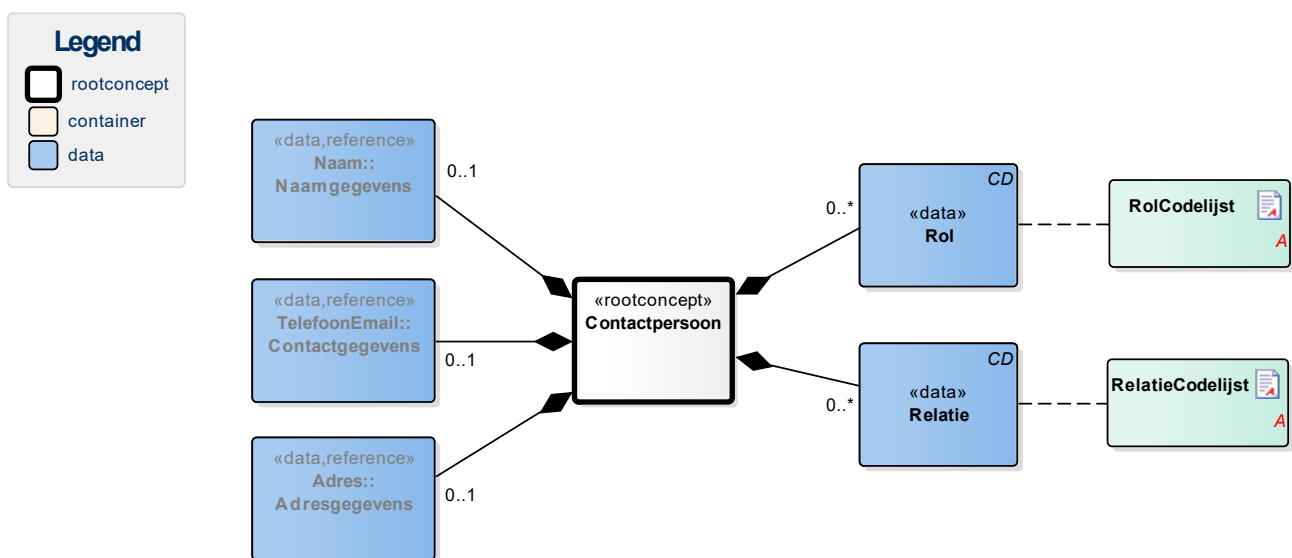 Legend
rootconcept
container
data
«data,reference»
Naam::
Naamgegevens
0..1
«data,reference»
TelefoonEmail::
Contactgegevens
0..1
«data,reference»
Adres::
Adresgegevens
0..1
«rootconcept»
Contactpersoon
CD
«data»
Rol
0..*
RolCodelijst
A
CD
«data»
Relatie
0..*
RelatieCodelijst
A